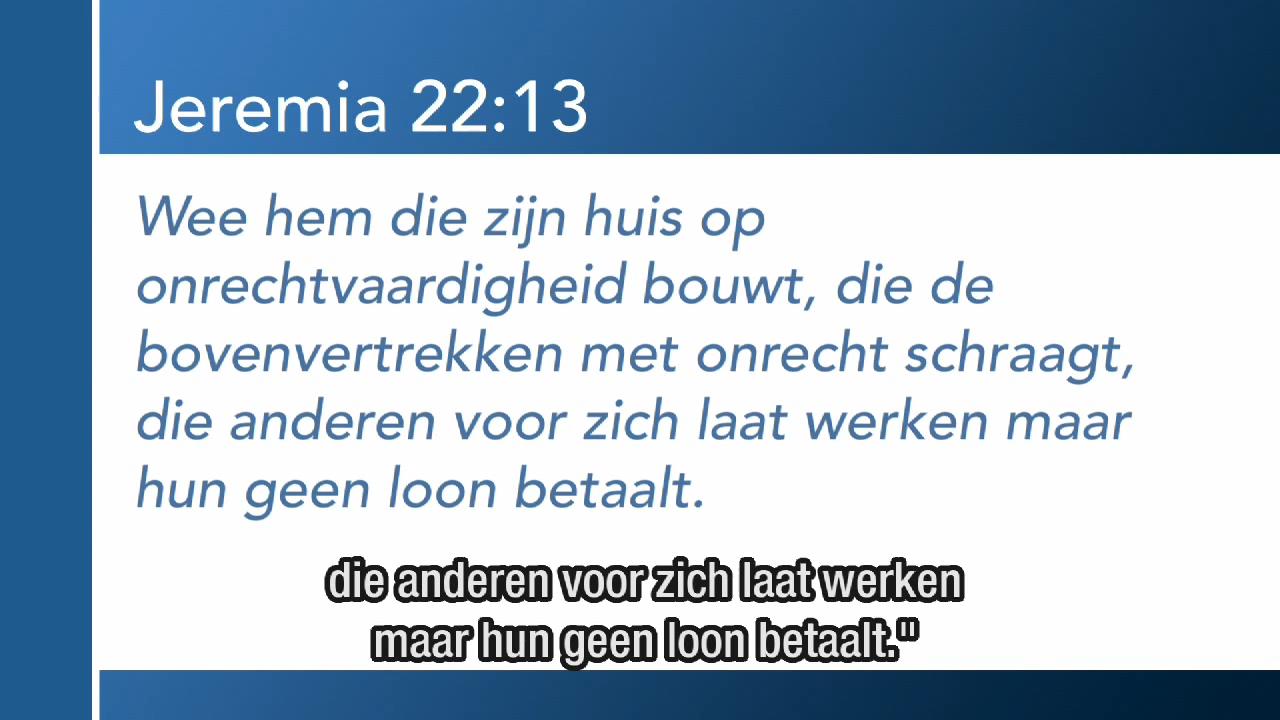 Jeremia 22:13
Wee hem die zijn huis op
onrechtvaardigheid bouwt, die de
bovenvertrekken met onrecht schraagt,
die anderen voor zich laat werken maar
hun geen loon betaalt.
die anderen voor zich laat werken
maar hun geen loon betaalt."